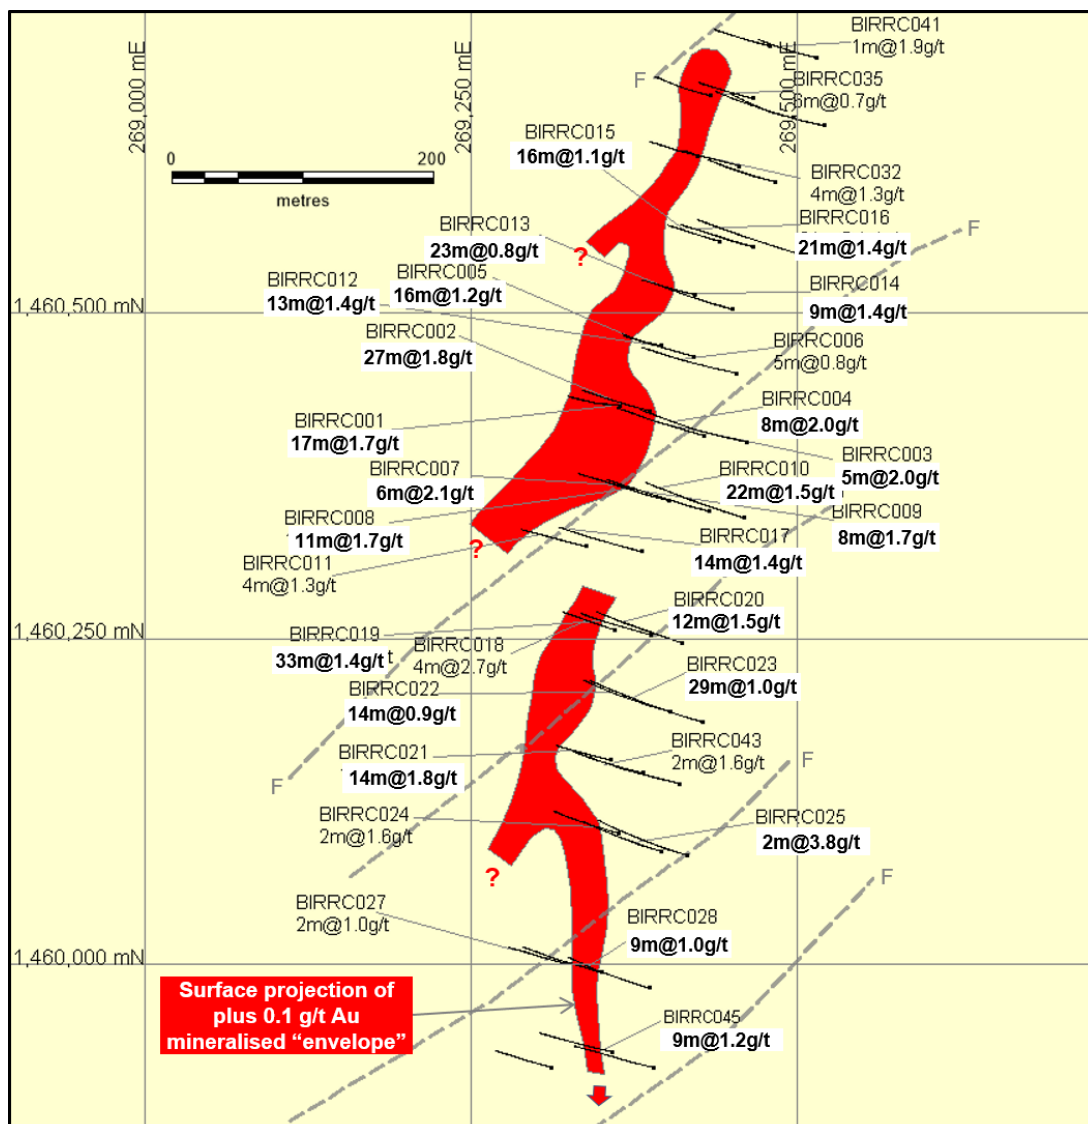 BIRRC041
1m@1.9g/t
269,000 mE
269,250 mE
269,500 mE
F
BIRRC035
6m@0.7g/t
0
200
metres
BIRRC015
16m@1.1g/t
BIRRC032
4m@1.3g/t
BIRRC016
21m@1.4g/t
BIRRC013
23m@0.8g/t
?
F
BIRRC005
16m@1.2g/t
BIRRC012
13m@1.4g/t
BIRRC014
9m@1.4g/t
1,460,500 mN
BIRRC002
27m@1.8g/t
BIRRC006
5m@0.8g/t
BIRRC004
8m@2.0g/t
BIRRC001
17m@1.7g/t
BIRRC003
5m@2.0g/t
BIRRC007
6m@2.1g/t
BIRRC010
22m@1.5g/t
BIRRC008
11m@1.7g/t
BIRRC009
8m@1.7g/t
BIRRC017
14m@1.4g/t
?
BIRRC011
4m@1.3g/t
BIRRC020
12m@1.5g/t
1,460,250 mN
BIRRC019
33m@1.4g/t
t
BIRRC018
4m@2.7g/t
BIRRC023
29m@1.0g/t
BIRRC022
14m@0.9g/t
BIRRC043
2m@1.6g/t
BIRRC021
14m@1.8g/t
F
F
BIRRC024
2m@1.6g/t
BIRRC025
2m@3.8g/t
?
F
BIRRC027
2m@1.0g/t
BIRRC028
9m@1.0g/t
1,460,000 mN
Surface projection of
plus 0.1 g/t Au
mineralised “envelope”
BIRRC045
9m@1.2g/t